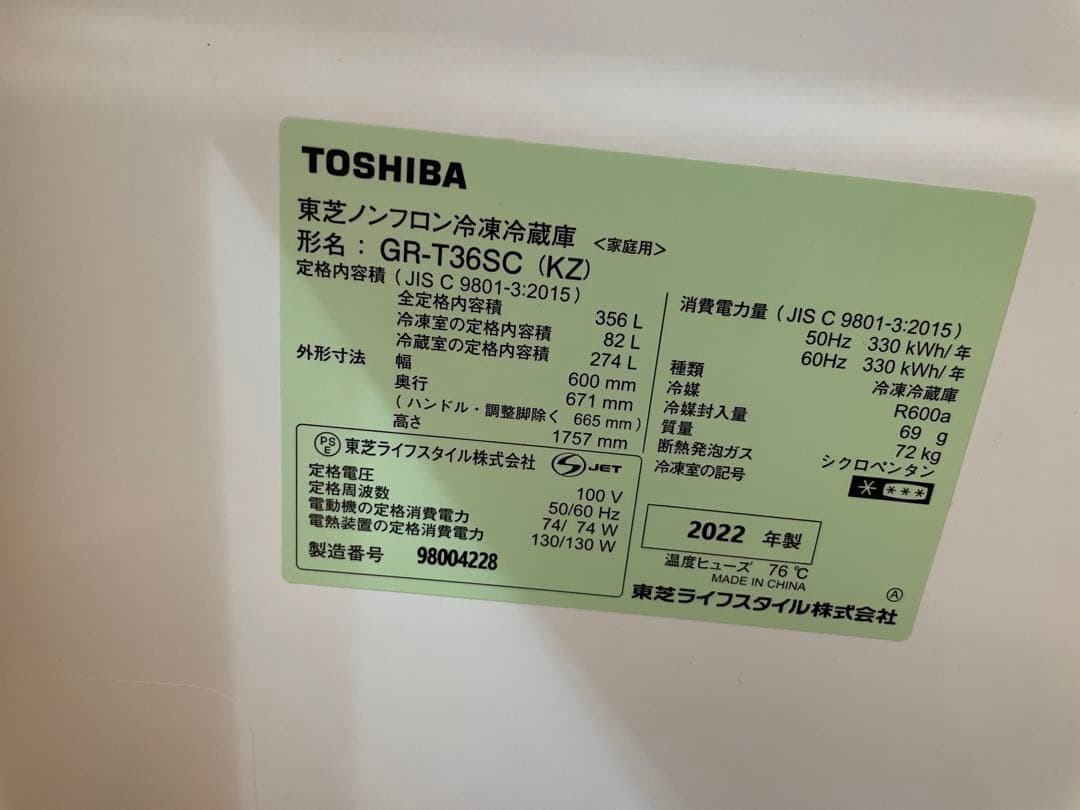 TOSHIBA
東芝ノンフロン冷凍冷蔵庫 <家庭用>
形名： GR-T36SC (KZ)
定格内容積 (JIS C 9801-3:2015)
全定格内容積 356 L
冷凍室の定格内容積 82 L
冷蔵室の定格内容積 274 L
外形寸法 幅 600 mm
奥行 671 mm
(ハンドル・調整脚除く 665 mm)
高さ 1757 mm
消費電力量 (JIS C 9801-3:2015)
50Hz 330 kWh/年
60Hz 330 kWh/年
種類 冷凍冷蔵庫
冷媒 R600a
冷媒封入量 69 g
質量 72 kg
断熱発泡ガス シクロペンタン
冷凍室の記号 * ***
PSE 東芝ライフスタイル株式会社 S JET
定格電圧 100 V
定格周波数 50/60 Hz
電動機の定格消費電力 74/ 74 W
電熱装置の定格消費電力 130/130 W
製造番号 98004228
2022 年製
温度ヒューズ 76 ℃
MADE IN CHINA
Ⓐ
東芝ライフスタイル株式会社